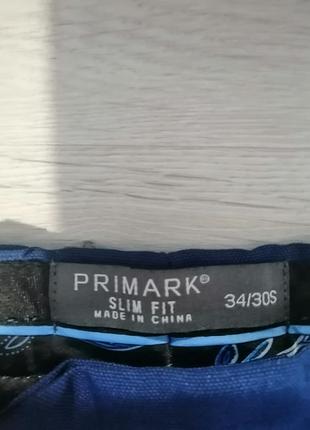 PRIMARK®
SLIM FIT
MADE IN CHINA
34/30S